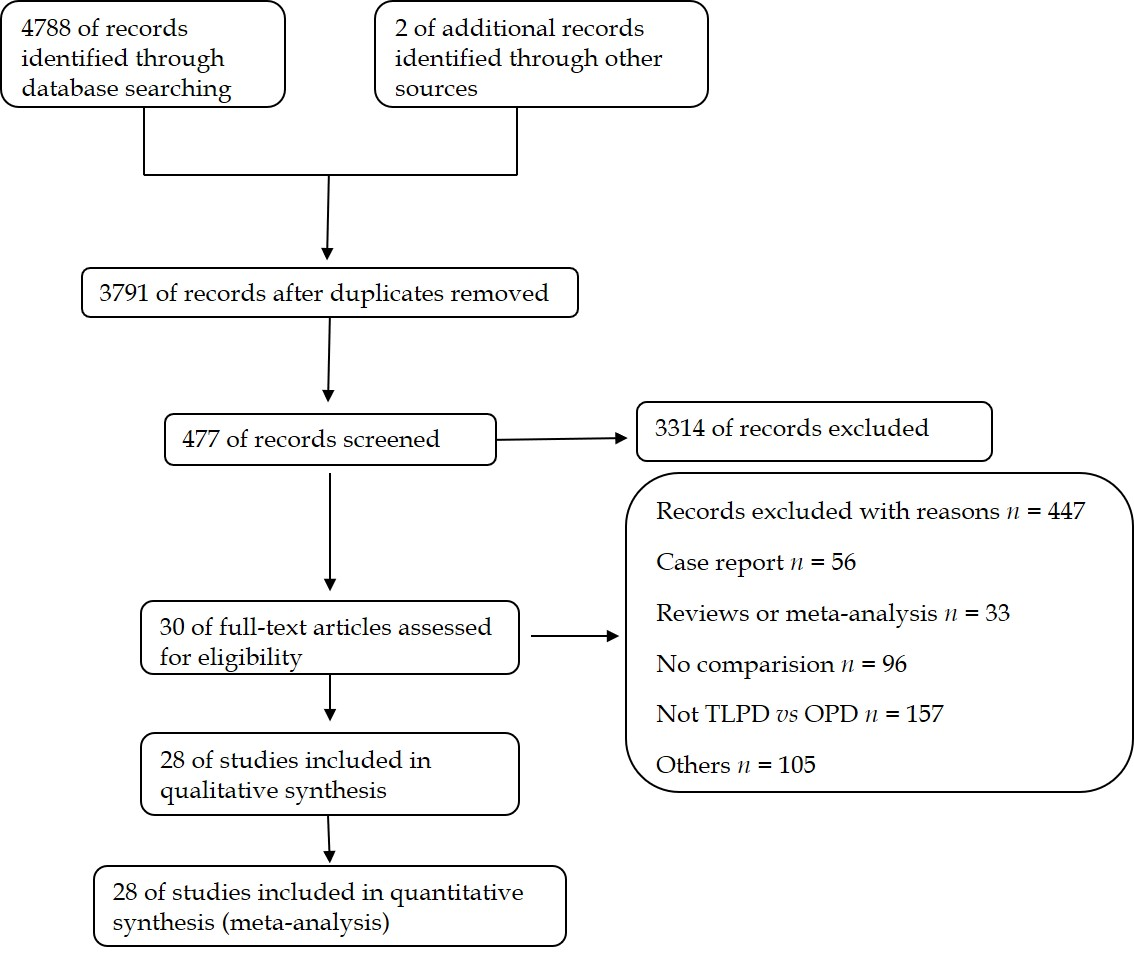 4788 of records
identified through
database searching
2 of additional records
identified through other
sources
3791 of records after duplicates removed
477 of records screened
3314 of records excluded
Records excluded with reasons n = 447
Case report n = 56
Reviews or meta-analysis n = 33
No comparision n = 96
Not TLPD vs OPD n = 157
Others n = 105
30 of full-text articles assessed
for eligibility
28 of studies included in
qualitative synthesis
28 of studies included in quantitative
synthesis (meta-analysis)